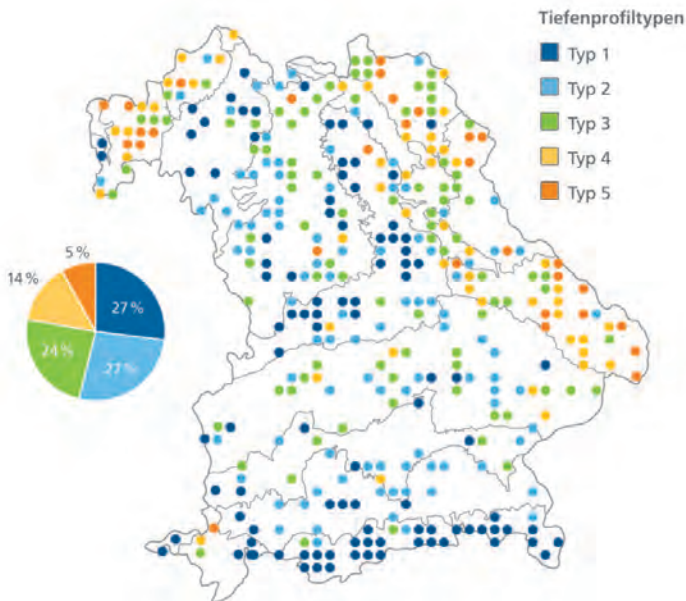 Tiefenprofiltypen
Typ 1
Typ 2
Typ 3
Typ 4
Typ 5
5 %
14 %
27 %
24 %
27 %